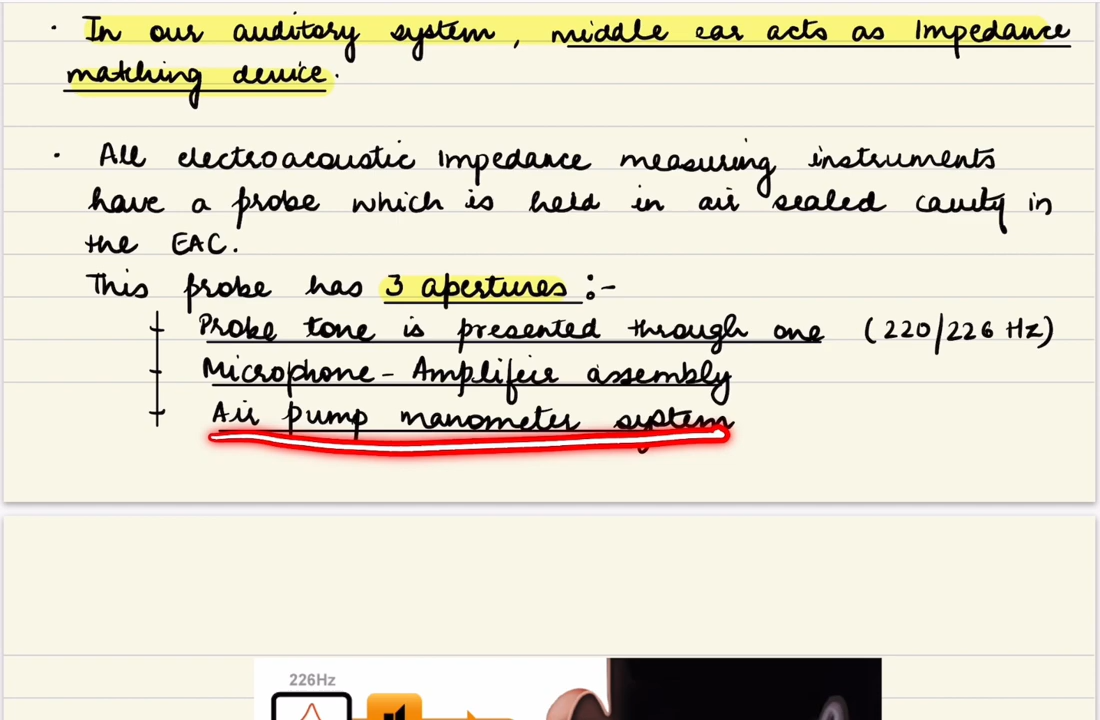 · In our auditory system, middle ear acts as Impedance
matching device.
· All electroacoustic Impedance measuring instruments
have a probe which is held in air sealed cavity in
the EAC.
This probe has 3 apertures :-
Probe tone is presented through one (220/226 Hz)
Microphone - Amplifier assembly
Air pump manometer system
226Hz